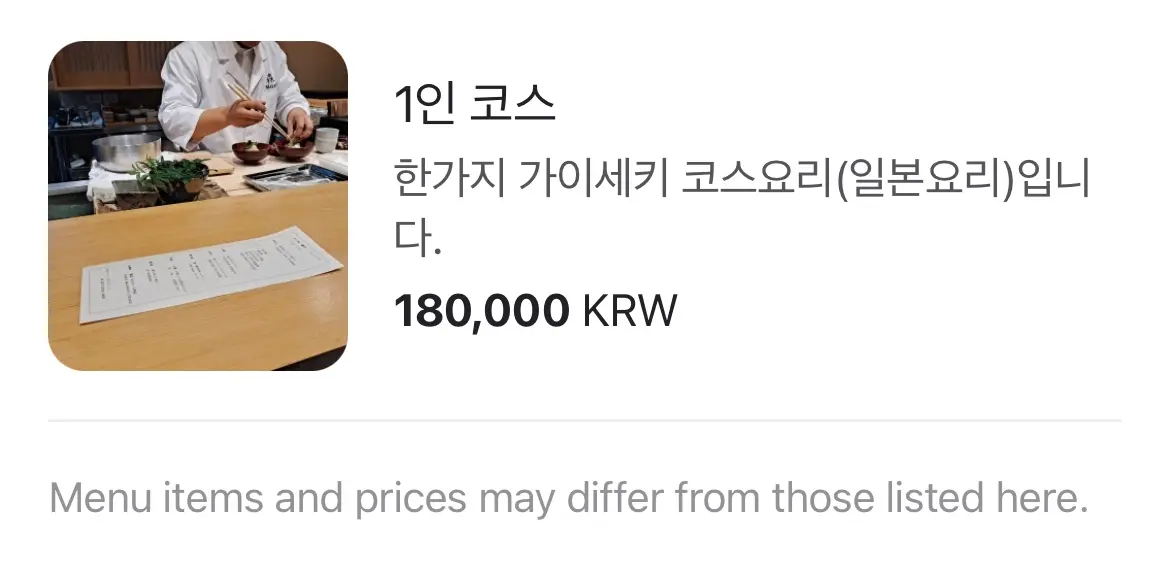 1인 코스
한가지 가이세키 코스요리(일본요리)입니
다.
180,000 KRW
Menu items and prices may differ from those listed here.